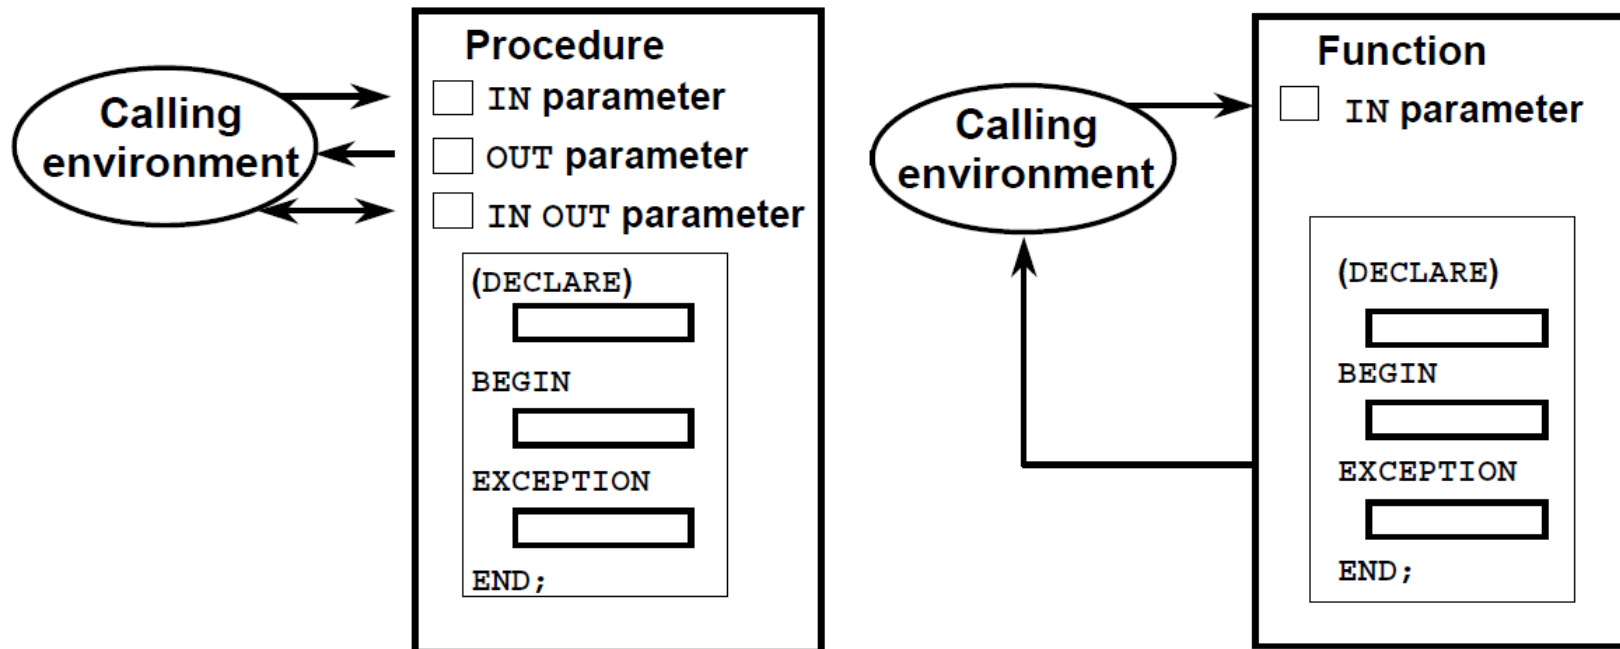 Calling
environment
Procedure
IN parameter
OUT parameter
IN OUT parameter
(DECLARE)
BEGIN
EXCEPTION
END;
Calling
environment
Function
IN parameter
(DECLARE)
BEGIN
EXCEPTION
END;